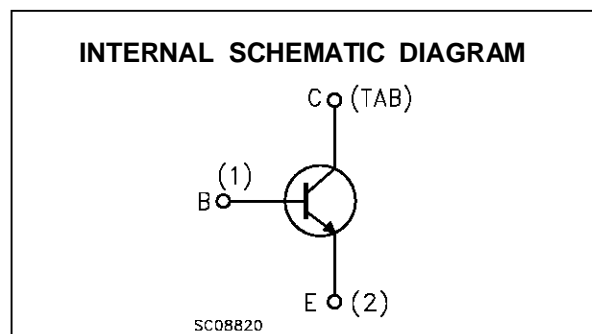 INTERNAL SCHEMATIC DIAGRAM
C (TAB)
(1)
B
E (2)
SC08820